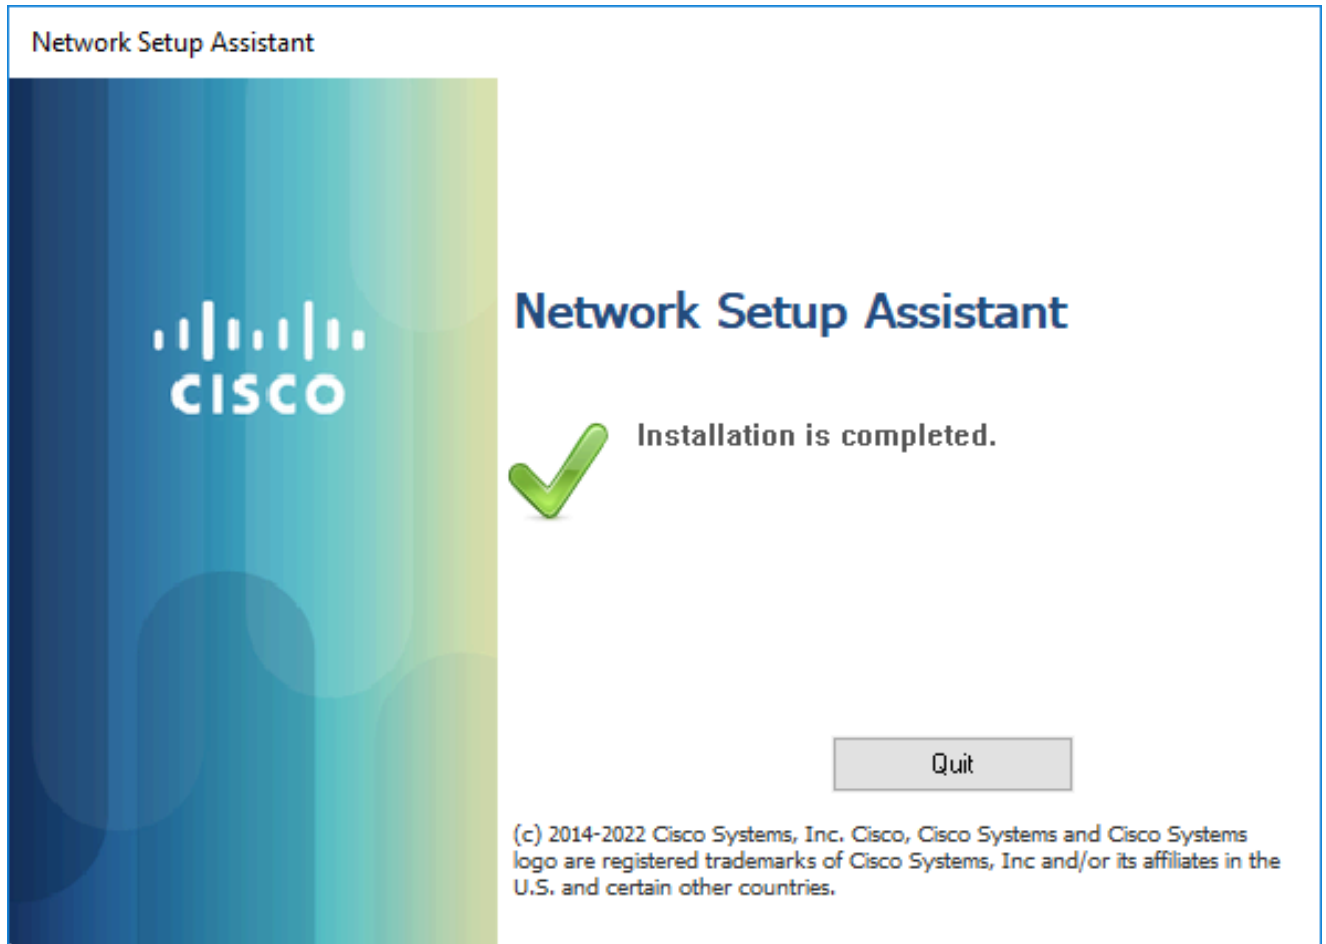 Network Setup Assistant
CISCO
Network Setup Assistant
Installation is completed.
Quit
(c) 2014-2022 Cisco Systems, Inc. Cisco, Cisco Systems and Cisco Systems
logo are registered trademarks of Cisco Systems, Inc and/or its affiliates in the
U.S. and certain other countries.